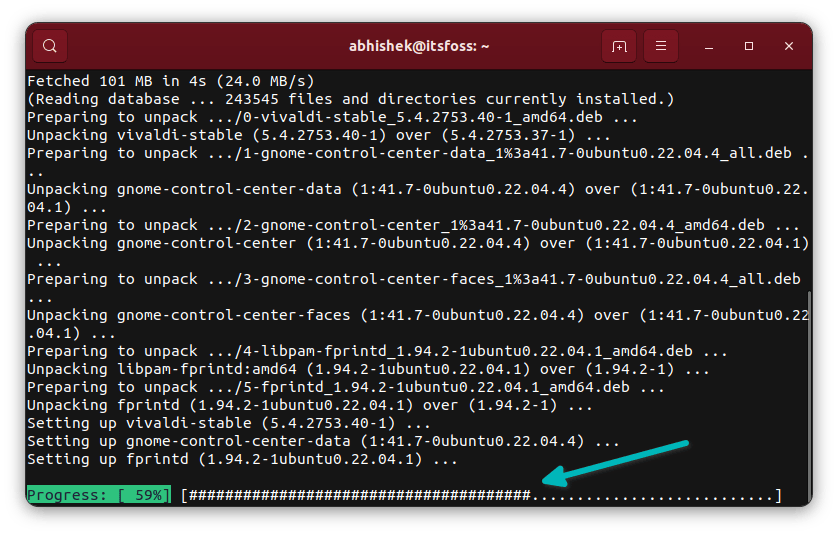 abhishek@itsfoss: ~
Fetched 101 MB in 4s (24.0 MB/s)
(Reading database ... 243545 files and directories currently installed.)
Preparing to unpack .../0-vivaldi-stable_5.4.2753.40-1_amd64.deb ...
Unpacking vivaldi-stable (5.4.2753.40-1) over (5.4.2753.37-1) ...
Preparing to unpack .../1-gnome-control-center-data_1%3a41.7-0ubuntu0.22.04.4_all.deb .
..
Unpacking gnome-control-center-data (1:41.7-0ubuntu0.22.04.4) over (1:41.7-0ubuntu0.22.
04.1) ...
Preparing to unpack .../2-gnome-control-center_1%3a41.7-0ubuntu0.22.04.4_amd64.deb ...
Unpacking gnome-control-center (1:41.7-0ubuntu0.22.04.4) over (1:41.7-0ubuntu0.22.04.1)
 ...
Preparing to unpack .../3-gnome-control-center-faces_1%3a41.7-0ubuntu0.22.04.4_all.deb
...
Unpacking gnome-control-center-faces (1:41.7-0ubuntu0.22.04.4) over (1:41.7-0ubuntu0.22
.04.1) ...
Preparing to unpack .../4-libpam-fprintd_1.94.2-1ubuntu0.22.04.1_amd64.deb ...
Unpacking libpam-fprintd:amd64 (1.94.2-1ubuntu0.22.04.1) over (1.94.2-1) ...
Preparing to unpack .../5-fprintd_1.94.2-1ubuntu0.22.04.1_amd64.deb ...
Unpacking fprintd (1.94.2-1ubuntu0.22.04.1) over (1.94.2-1) ...
Setting up vivaldi-stable (5.4.2753.40-1) ...
Setting up gnome-control-center-data (1:41.7-0ubuntu0.22.04.4) ...
Setting up fprintd (1.94.2-1ubuntu0.22.04.1) ...
Progress: [ 59%] [######################################...........................]